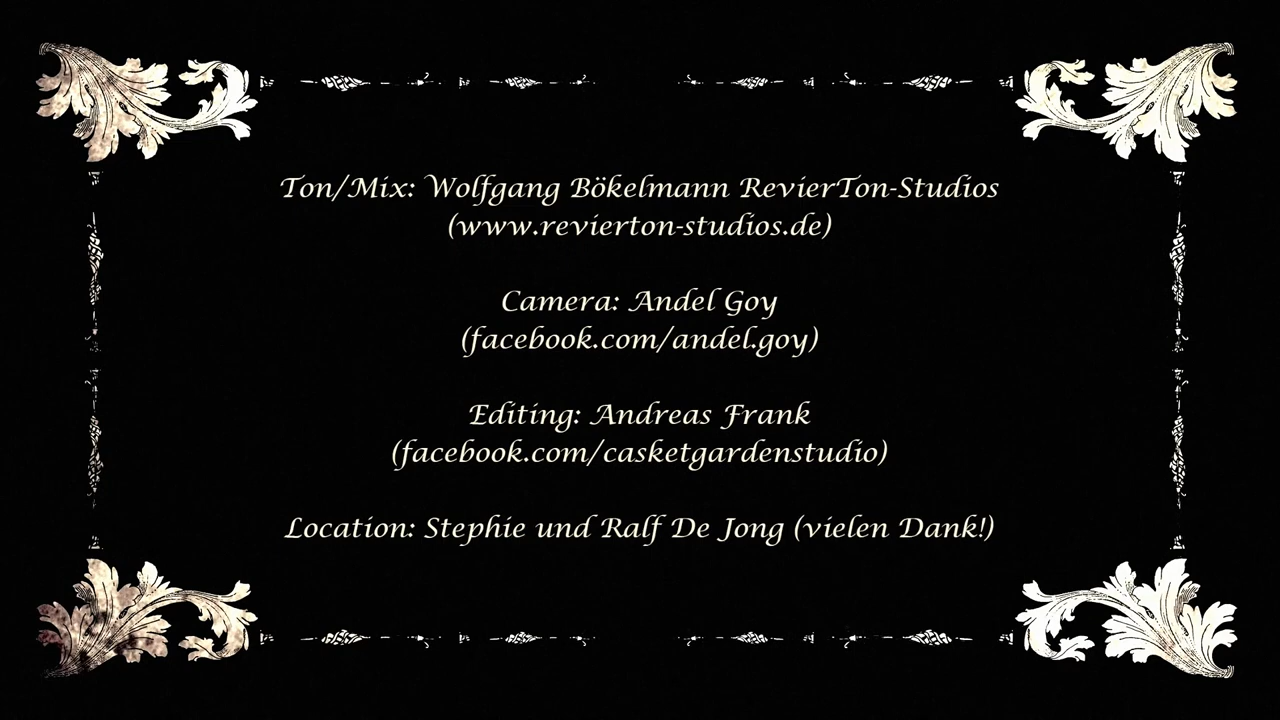 Ton/Mix: Wolfgang Bökelmann RevierTon-Studios
(www.revierton-studios.de)
Camera: Andel Goy
(facebook.com/andel.goy)
Editing: Andreas Frank
(facebook.com/casketgardenstudio)
Location: Stephie und Ralf De Jong (vielen Dank!)